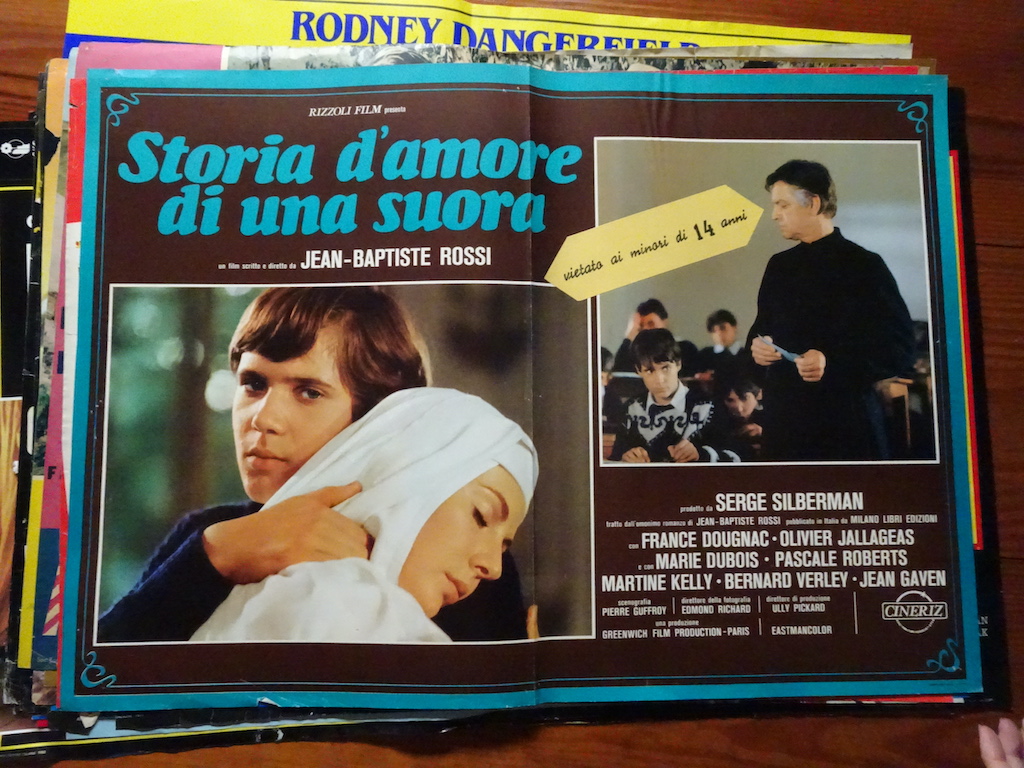 RODNEY DANGERFIELD
RIZZOLI FILM presenta
Storia d'amore
di una suora
un film scritto e diretto da JEAN-BAPTISTE ROSSI
vietato ai minori di 14 anni
prodotto da SERGE SILBERMAN
tratto dall'omonimo romanzo di JEAN-BAPTISTE ROSSI pubblicato in Italia da MILANO LIBRI EDIZIONI
con FRANCE DOUGNAC · OLIVIER JALLAGEAS
e con MARIE DUBOIS · PASCALE ROBERTS
MARTINE KELLY · BERNARD VERLEY · JEAN GAVEN
scenografia
PIERRE GUFFROY
direttore della fotografia
EDMOND RICHARD
direttore di produzione
ULLY PICKARD
una produzione
GREENWICH FILM PRODUCTION-PARIS
EASTMANCOLOR
CINERIZ